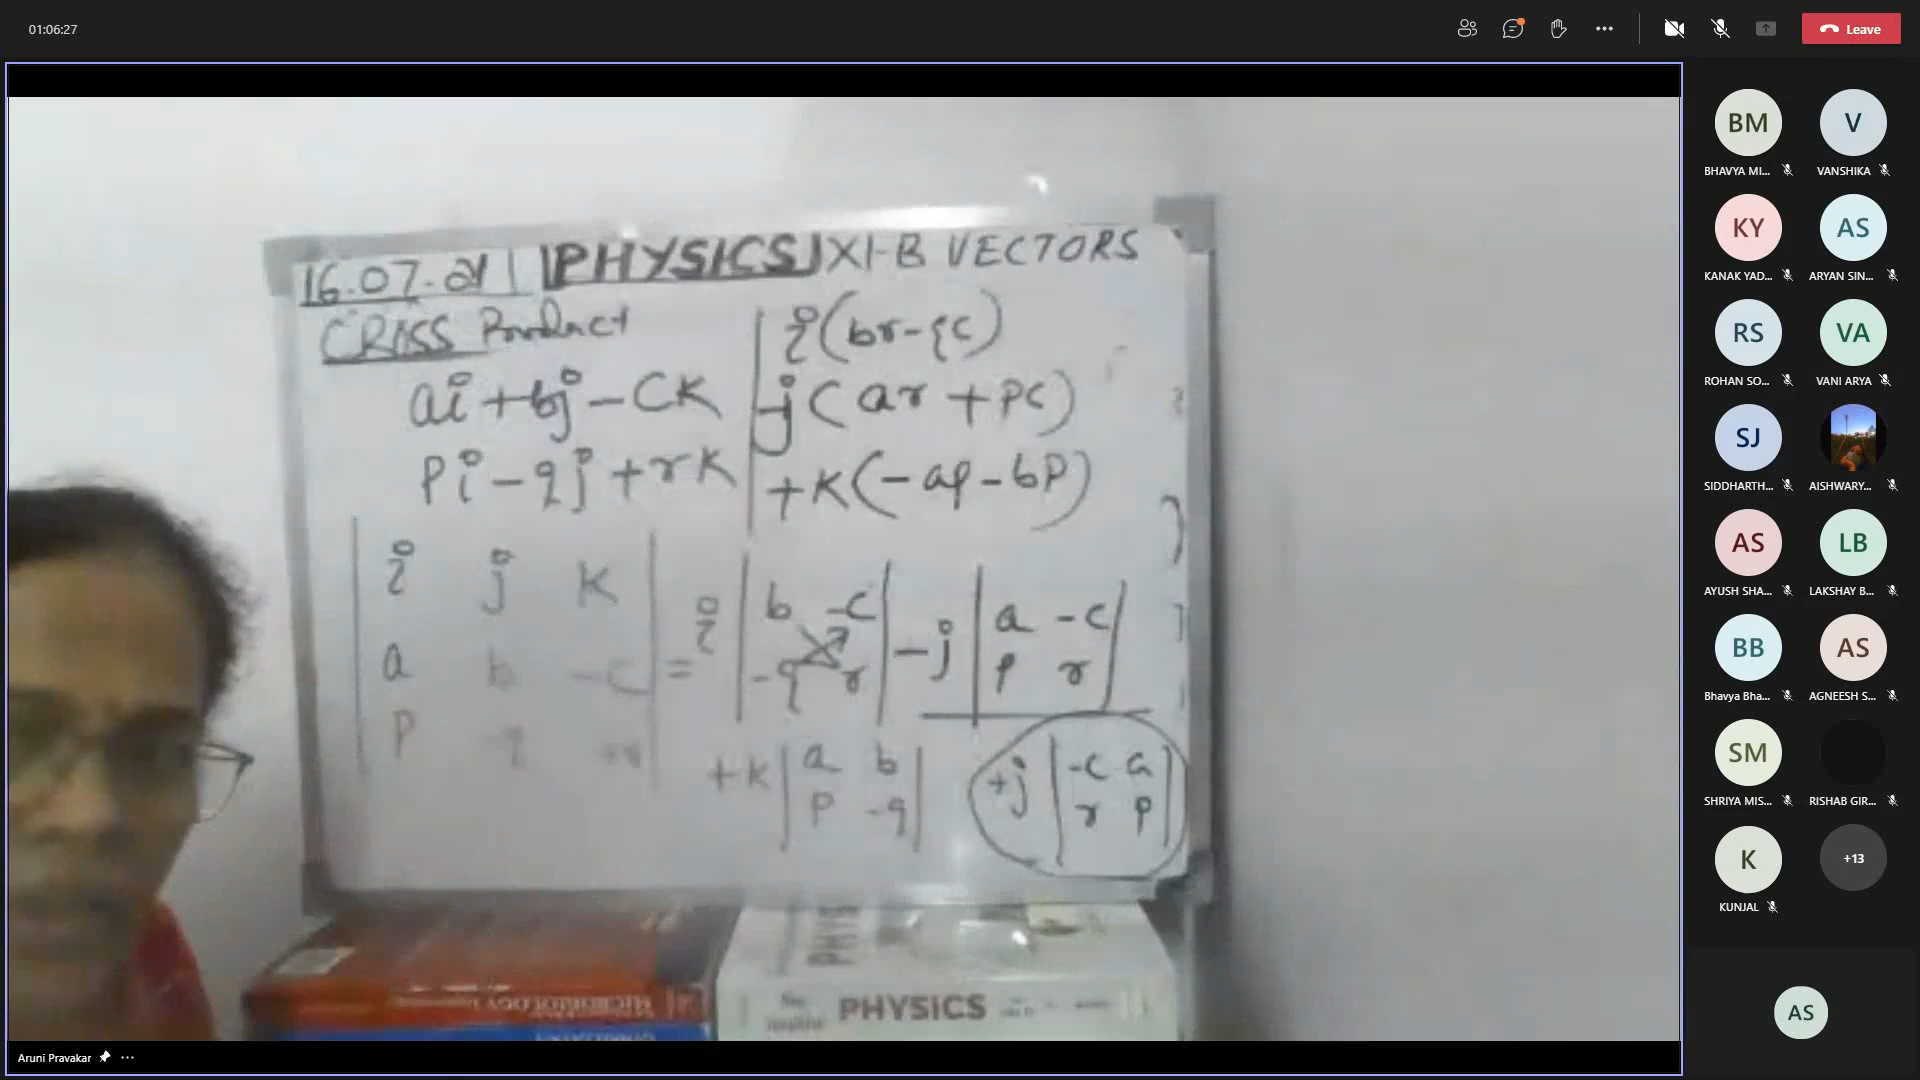 01:06:27
Leave
16.07.21 PHYSICS XI-B VECTORS
CROSS Product
ai + bj - CK
Pi - qj + rK
i(br-qc)
-j(ar + Pc)
+K(-aq-bP)
i j K
a b -c
P q +r
= i | b -c | - j | a -c |
-q r p r
+K | a b | +j | -c a |
P -q r p
PHYSICS
PHYSICS
MICROBIOLOGY
BM V
BHAVYA MI... VANSHIKA
KY AS
KANAK YAD... ARYAN SIN...
RS VA
ROHAN SO... VANI ARYA
SJ
SIDDHARTH... AISHWARY...
AS LB
AYUSH SHA... LAKSHAY B...
BB AS
Bhavya Bha... AGNEESH S...
SM
SHRIYA MIS... RISHAB GIR...
K +13
KUNJAL
AS
Aruni Pravakar